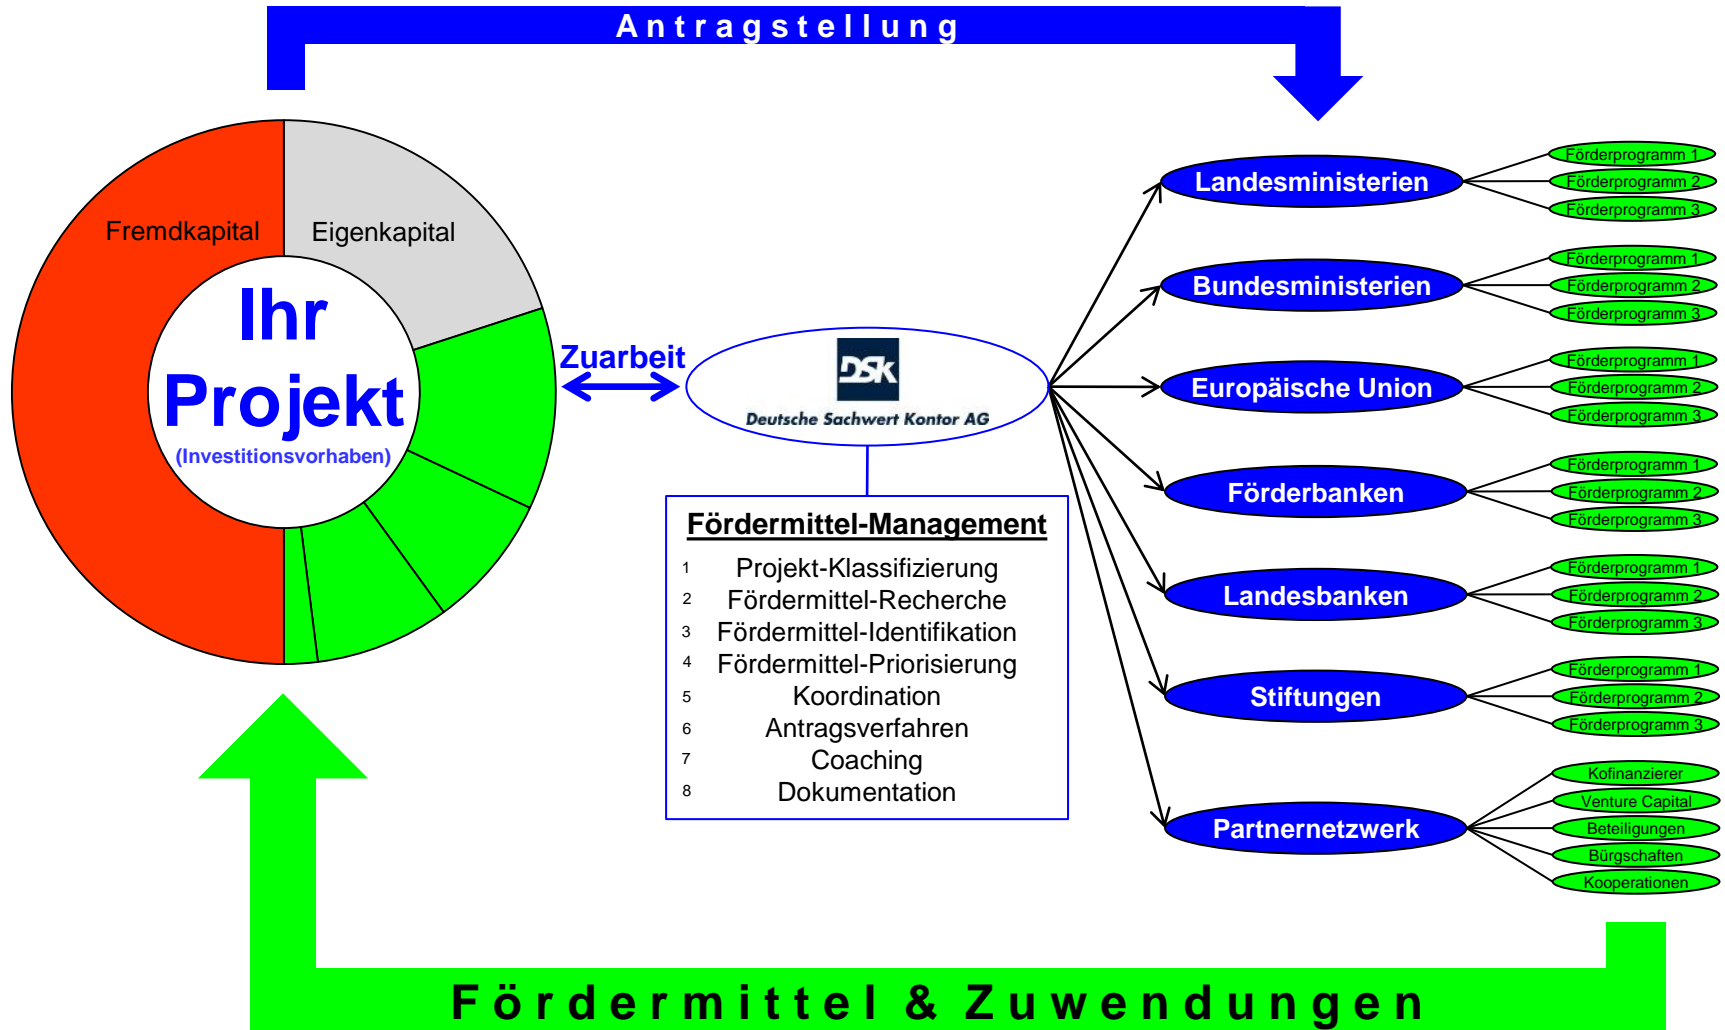 Antragstellung
Fremdkapital
Eigenkapital
Ihr
Projekt
(Investitionsvorhaben)
Zuarbeit
DSK
Deutsche Sachwert Kontor AG
Fördermittel-Management
1 Projekt-Klassifizierung
2 Fördermittel-Recherche
3 Fördermittel-Identifikation
4 Fördermittel-Priorisierung
5 Koordination
6 Antragsverfahren
7 Coaching
8 Dokumentation
Landesministerien
Förderprogramm 1
Förderprogramm 2
Förderprogramm 3
Bundesministerien
Förderprogramm 1
Förderprogramm 2
Förderprogramm 3
Europäische Union
Förderprogramm 1
Förderprogramm 2
Förderprogramm 3
Förderbanken
Förderprogramm 1
Förderprogramm 2
Förderprogramm 3
Landesbanken
Förderprogramm 1
Förderprogramm 2
Förderprogramm 3
Stiftungen
Förderprogramm 1
Förderprogramm 2
Förderprogramm 3
Partnernetzwerk
Kofinanzierer
Venture Capital
Beteiligungen
Bürgschaften
Kooperationen
Fördermittel & Zuwendungen